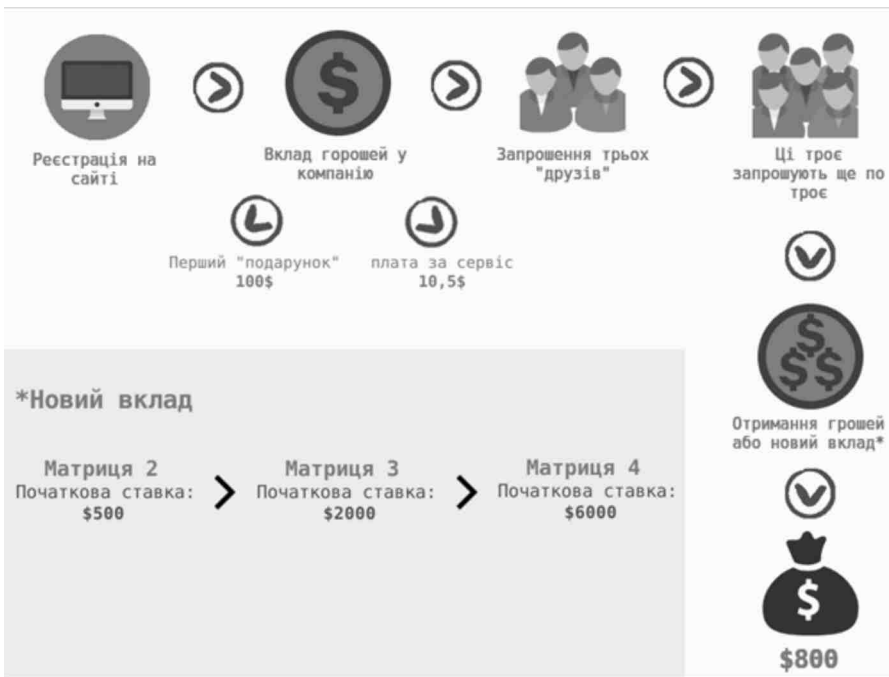 Реєстрація на
сайті
Вклад горошей у
компанію
Запрошення трьох
"друзів"
Ці троє
запрошують ще по
троє
Перший "подарунок"
100$
плата за сервіс
10,5$
Отримання грошей
або новий вклад*
$800
*Новий вклад
Матриця 2
Початкова ставка:
$500
Матриця 3
Початкова ставка:
$2000
Матриця 4
Початкова ставка:
$6000